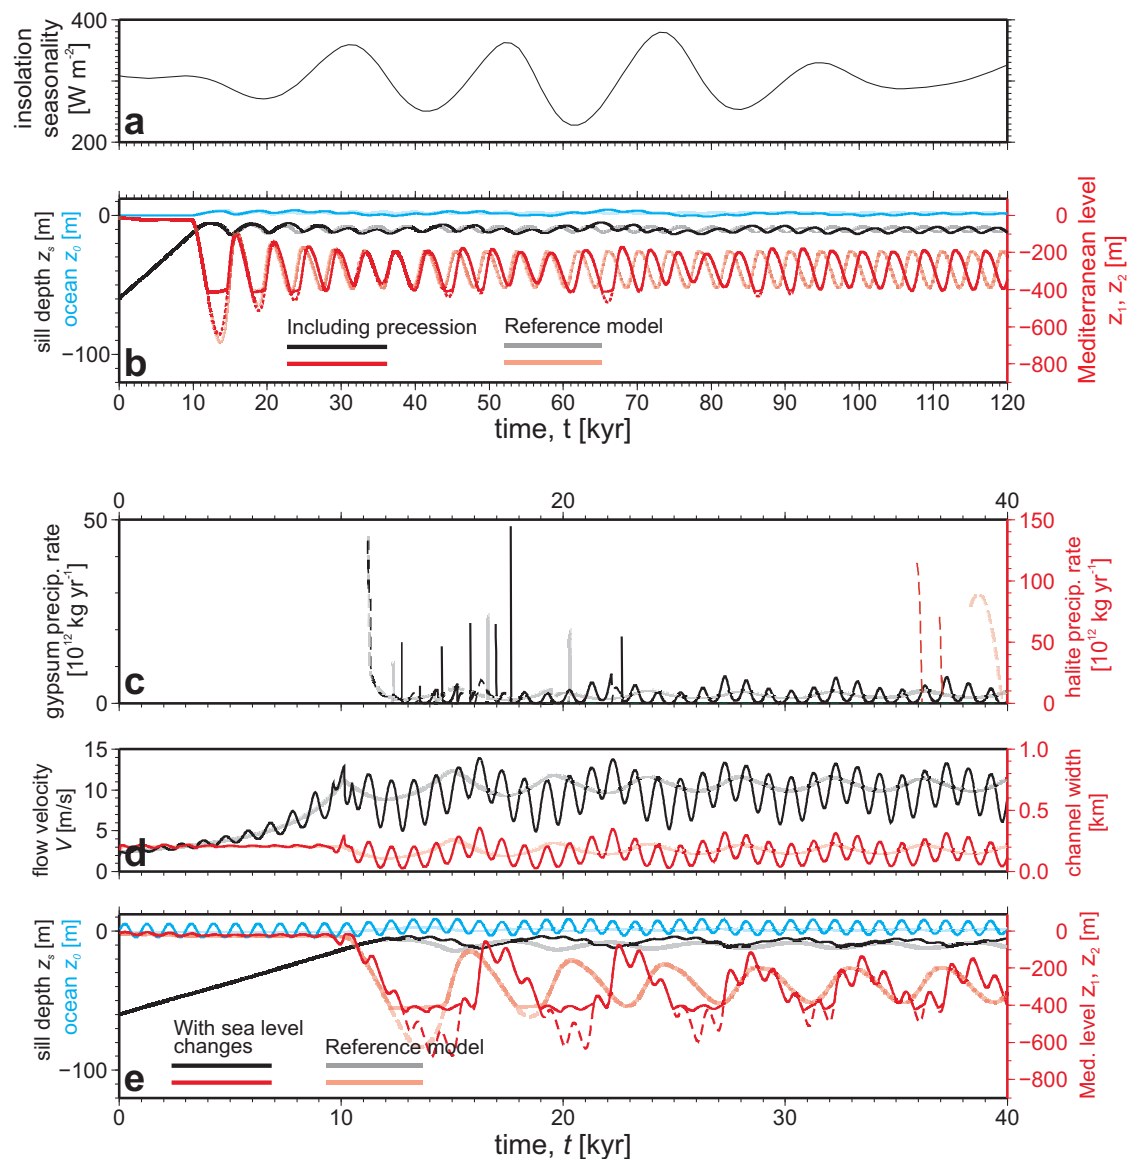 insolation
seasonality
[W m-2]
400
200
a
sill depth zs [m]
ocean z0 [m]
0
−100
b
Including precession
Reference model
0
−200
−400
−600
−800
Mediterranean level
z1, z2 [m]
0 10 20 30 40 50 60 70 80 90 100 110 120
time, t [kyr]
0 20 40
gypsum precip. rate
[10^12 kg yr^-1]
50
0
c
150
100
50
0
halite precip. rate
[10^12 kg yr^-1]
flow velocity
V [m/s]
15
10
5
0
d
1.0
0.5
0.0
channel width
[km]
sill depth zs [m]
ocean z0 [m]
0
−100
e
With sea level
changes
Reference model
0
−200
−400
−600
−800
Med. level z1, z2 [m]
0 10 20 30 40
time, t [kyr]